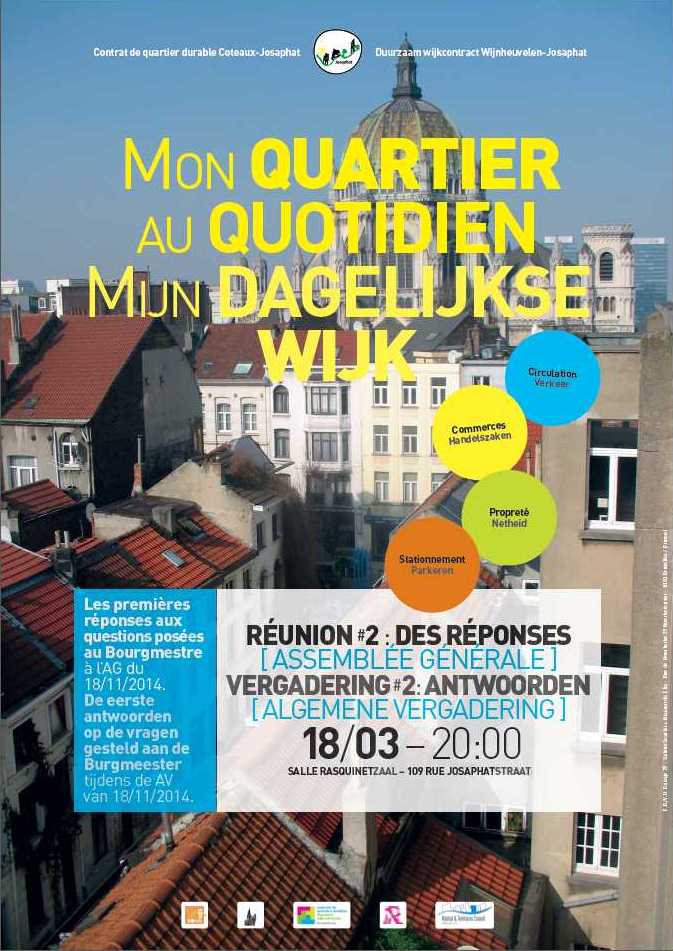 Contrat de quartier durable Coteaux-Josaphat
Josaphat
Duurzaam wijkcontract Wijnheuvelen-Josaphat
MON QUARTIER
AU QUOTIDIEN
MIJN DAGELIJKSE
WIJK
Circulation
Verkeer
Commerces
Handelszaken
Propreté
Netheid
Stationnement
Parkeren
Les premières
réponses aux
questions posées
au Bourgmestre
à l'AG du
18/11/2014.
De eerste
antwoorden
op de vragen
gesteld aan de
Burgmeester
tijdens de AV
van 18/11/2014.
RÉUNION #2 : DES RÉPONSES
[ ASSEMBLÉE GÉNÉRALE ]
VERGADERING #2: ANTWOORDEN
[ ALGEMENE VERGADERING ]
18/03 – 20:00
SALLE RASQUINETZAAL – 109 RUE JOSAPHATSTRAAT